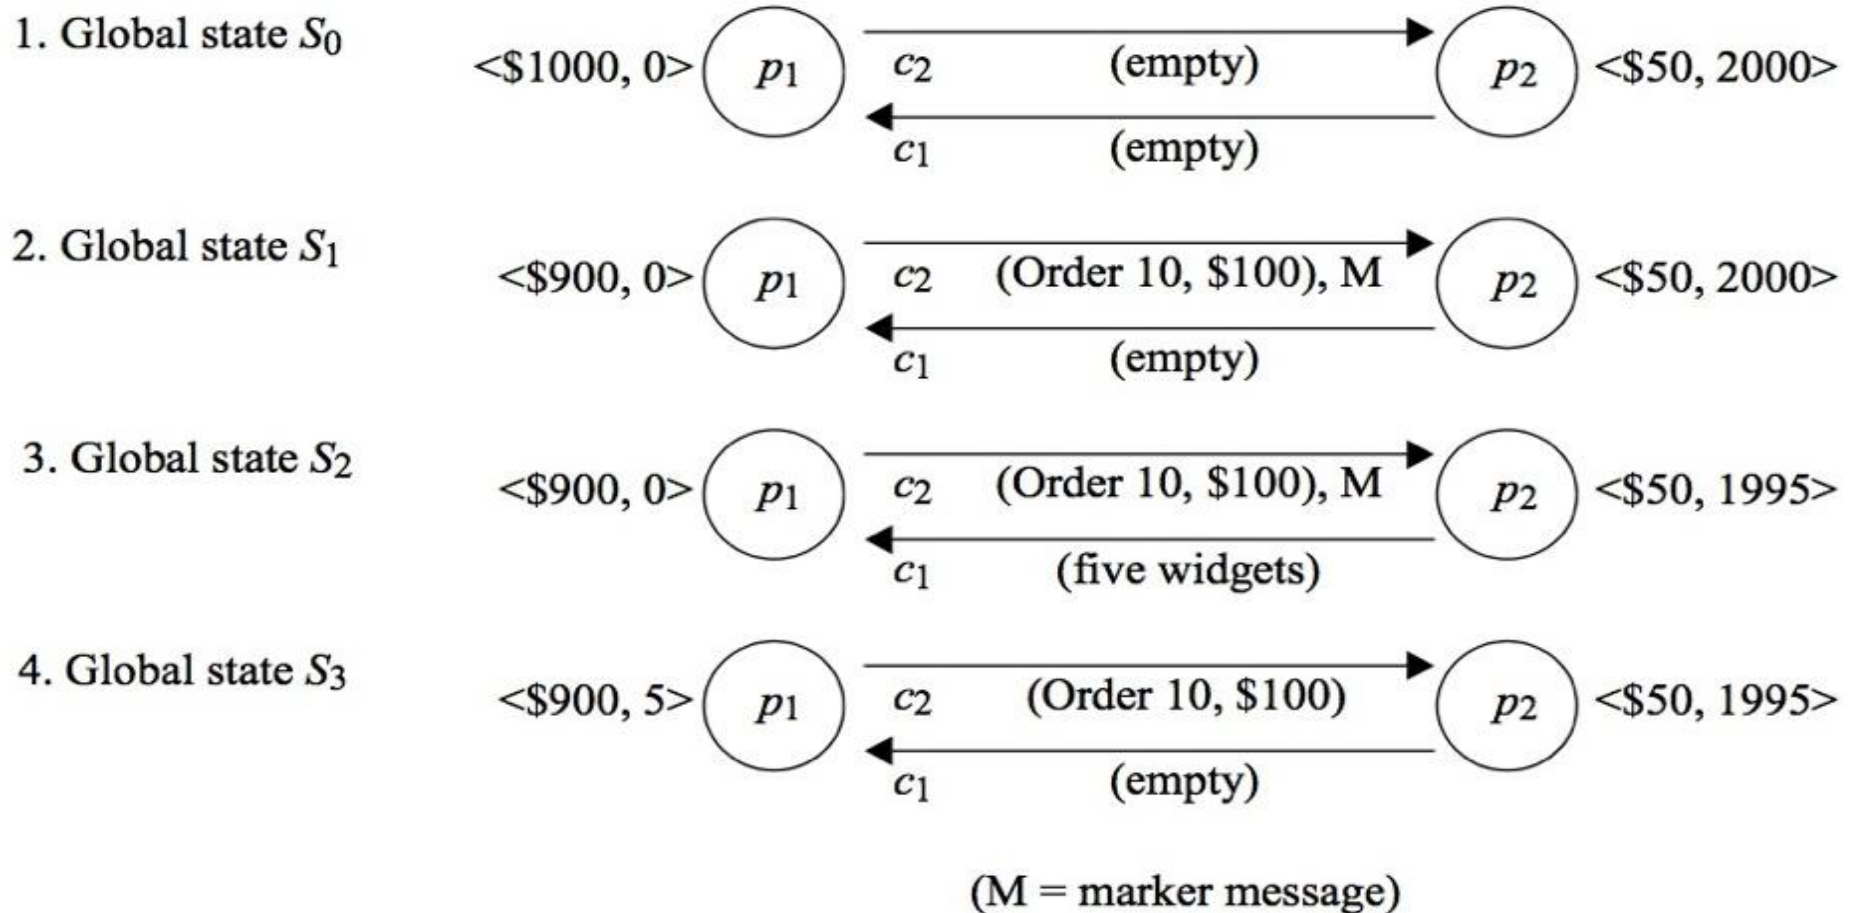 1. Global state S0
<$1000, 0> p1 c2 (empty) p2 <$50, 2000>
c1 (empty)
2. Global state S1
<$900, 0> p1 c2 (Order 10, $100), M p2 <$50, 2000>
c1 (empty)
3. Global state S2
<$900, 0> p1 c2 (Order 10, $100), M p2 <$50, 1995>
c1 (five widgets)
4. Global state S3
<$900, 5> p1 c2 (Order 10, $100) p2 <$50, 1995>
c1 (empty)
(M = marker message)